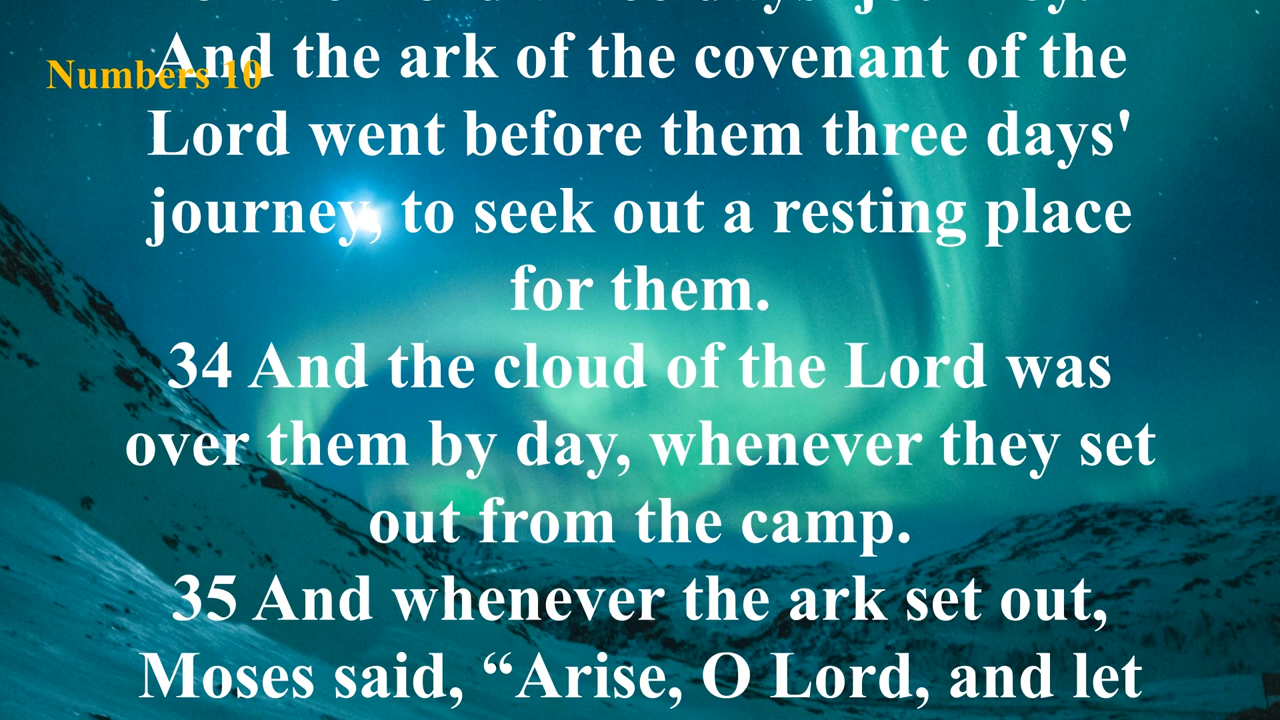 Numbers 10
And the ark of the covenant of the
Lord went before them three days'
journey, to seek out a resting place
for them.
34 And the cloud of the Lord was
over them by day, whenever they set
out from the camp.
35 And whenever the ark set out,
Moses said, “Arise, O Lord, and let